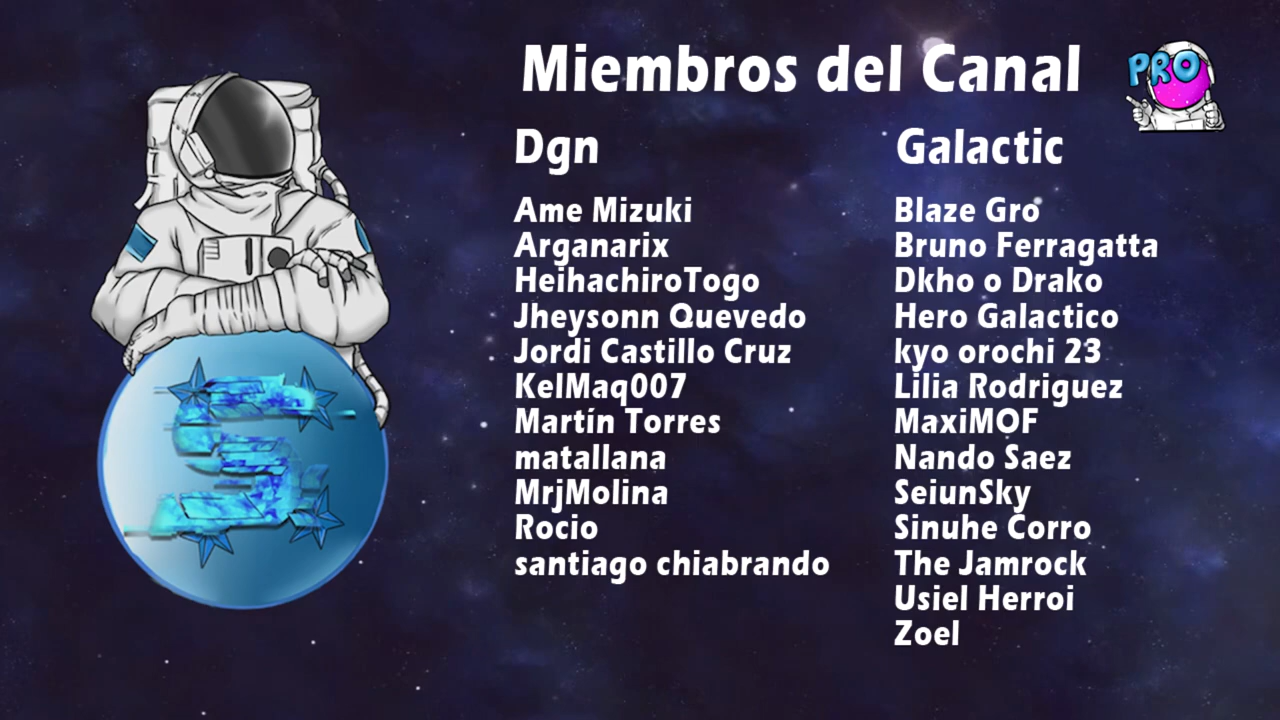 Miembros del Canal
PRO
Dgn
Ame Mizuki
Arganarix
HeihachiroTogo
Jheysonn Quevedo
Jordi Castillo Cruz
KelMaq007
Martín Torres
matallana
MrjMolina
Rocio
santiago chiabrando
Galactic
Blaze Gro
Bruno Ferragatta
Dkho o Drako
Hero Galactico
kyo orochi 23
Lilia Rodriguez
MaxiMOF
Nando Saez
SeiunSky
Sinuhe Corro
The Jamrock
Usiel Herroi
Zoel
S